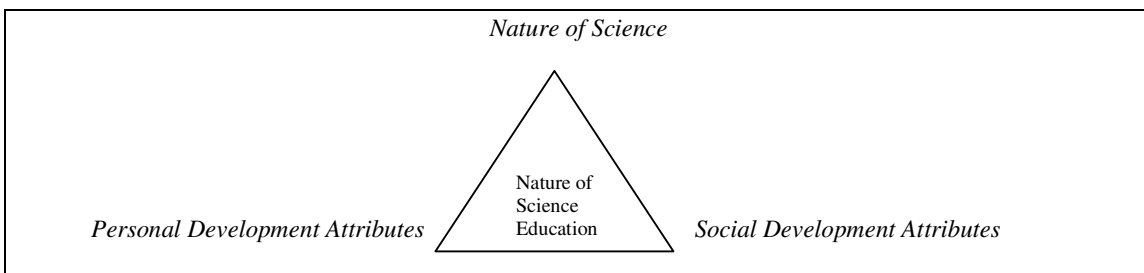 Nature of Science
Nature of
Science
Education
Personal Development Attributes
Social Development Attributes